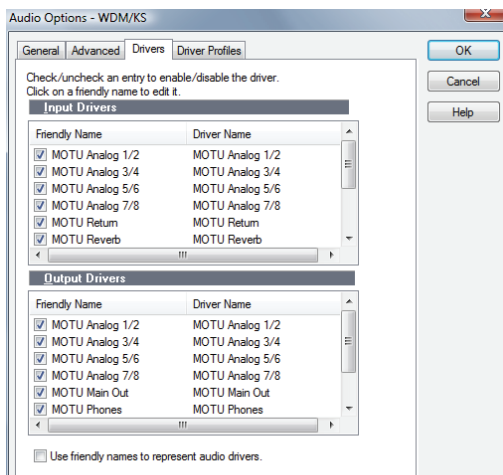 Audio Options - WDM/KS
General Advanced Drivers Driver Profiles
OK
Cancel
Help
Check/uncheck an entry to enable/disable the driver.
Click on a friendly name to edit it.
Input Drivers
Friendly Name Driver Name
MOTU Analog 1/2 MOTU Analog 1/2
MOTU Analog 3/4 MOTU Analog 3/4
MOTU Analog 5/6 MOTU Analog 5/6
MOTU Analog 7/8 MOTU Analog 7/8
MOTU Return MOTU Return
MOTU Reverb MOTU Reverb
Output Drivers
Friendly Name Driver Name
MOTU Analog 1/2 MOTU Analog 1/2
MOTU Analog 3/4 MOTU Analog 3/4
MOTU Analog 5/6 MOTU Analog 5/6
MOTU Analog 7/8 MOTU Analog 7/8
MOTU Main Out MOTU Main Out
MOTU Phones MOTU Phones
Use friendly names to represent audio drivers.